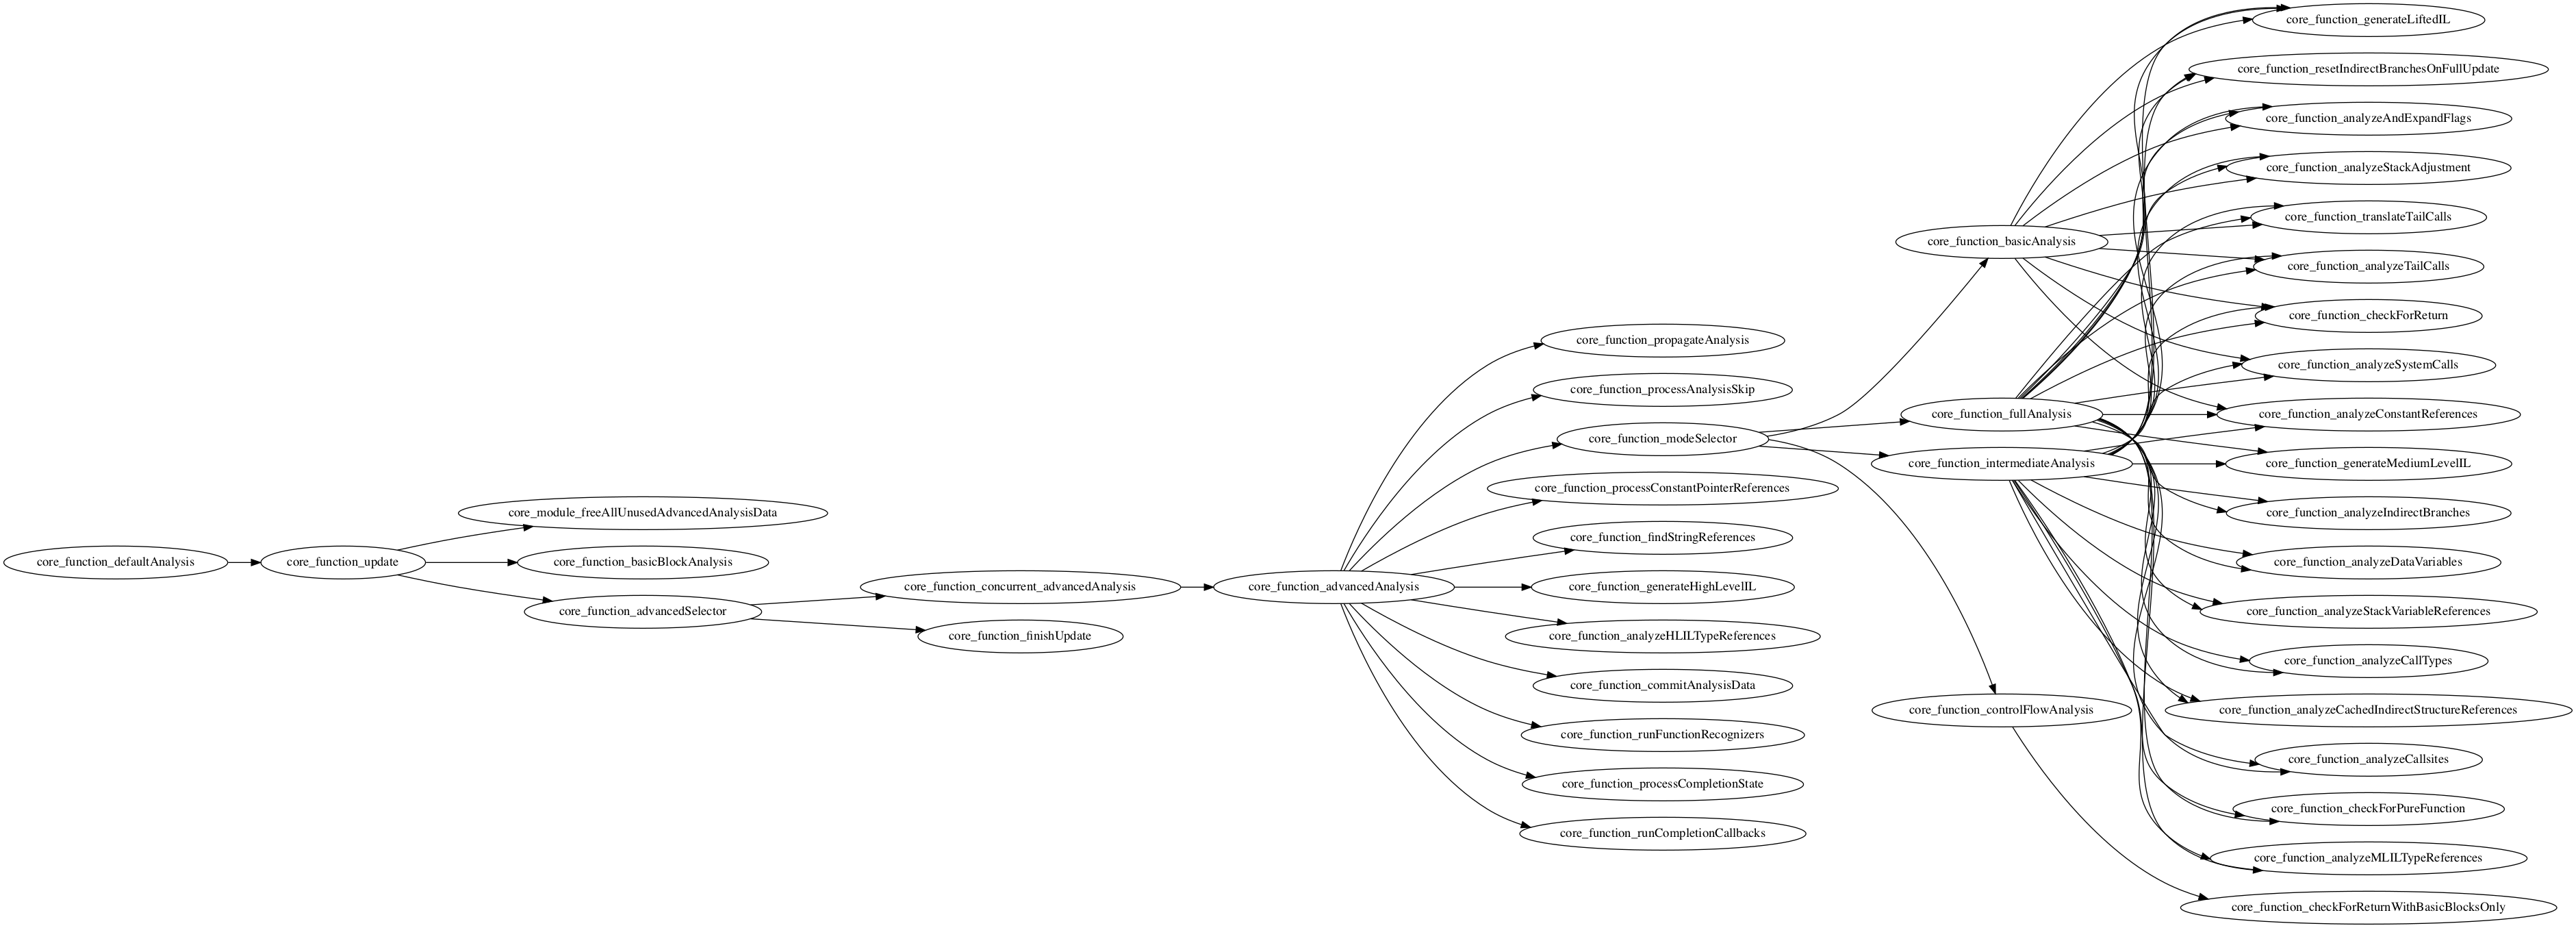 core_function_defaultAnalysis
core_function_update
core_module_freeAllUnusedAdvancedAnalysisData
core_function_basicBlockAnalysis
core_function_advancedSelector
core_function_concurrent_advancedAnalysis
core_function_finishUpdate
core_function_advancedAnalysis
core_function_propagateAnalysis
core_function_processAnalysisSkip
core_function_modeSelector
core_function_processConstantPointerReferences
core_function_findStringReferences
core_function_generateHighLevelIL
core_function_analyzeHLILTypeReferences
core_function_commitAnalysisData
core_function_runFunctionRecognizers
core_function_processCompletionState
core_function_runCompletionCallbacks
core_function_basicAnalysis
core_function_fullAnalysis
core_function_intermediateAnalysis
core_function_controlFlowAnalysis
core_function_generateLiftedIL
core_function_resetIndirectBranchesOnFullUpdate
core_function_analyzeAndExpandFlags
core_function_analyzeStackAdjustment
core_function_translateTailCalls
core_function_analyzeTailCalls
core_function_checkForReturn
core_function_analyzeSystemCalls
core_function_analyzeConstantReferences
core_function_generateMediumLevelIL
core_function_analyzeIndirectBranches
core_function_analyzeDataVariables
core_function_analyzeStackVariableReferences
core_function_analyzeCallTypes
core_function_analyzeCachedIndirectStructureReferences
core_function_analyzeCallsites
core_function_checkForPureFunction
core_function_analyzeMLILTypeReferences
core_function_checkForReturnWithBasicBlocksOnly